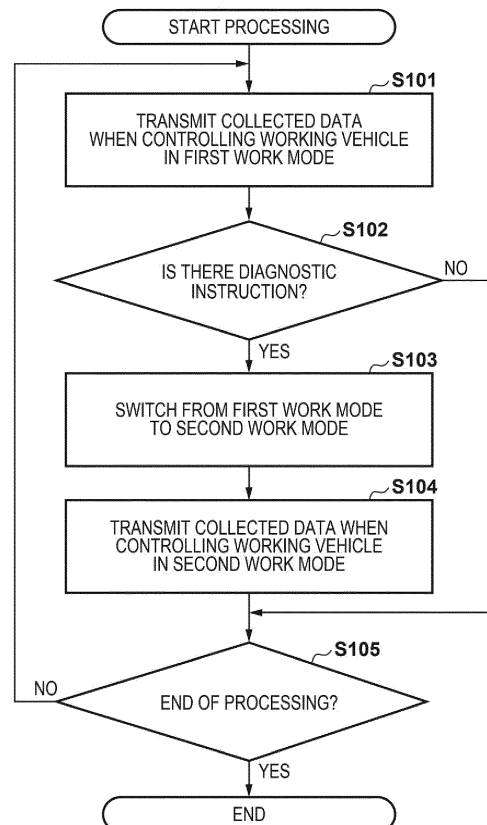 START PROCESSING
S101
TRANSMIT COLLECTED DATA
WHEN CONTROLLING WORKING VEHICLE
IN FIRST WORK MODE
S102
IS THERE DIAGNOSTIC
INSTRUCTION?
NO
YES
S103
SWITCH FROM FIRST WORK MODE
TO SECOND WORK MODE
S104
TRANSMIT COLLECTED DATA WHEN
CONTROLLING WORKING VEHICLE
IN SECOND WORK MODE
S105
NO
END OF PROCESSING?
YES
END